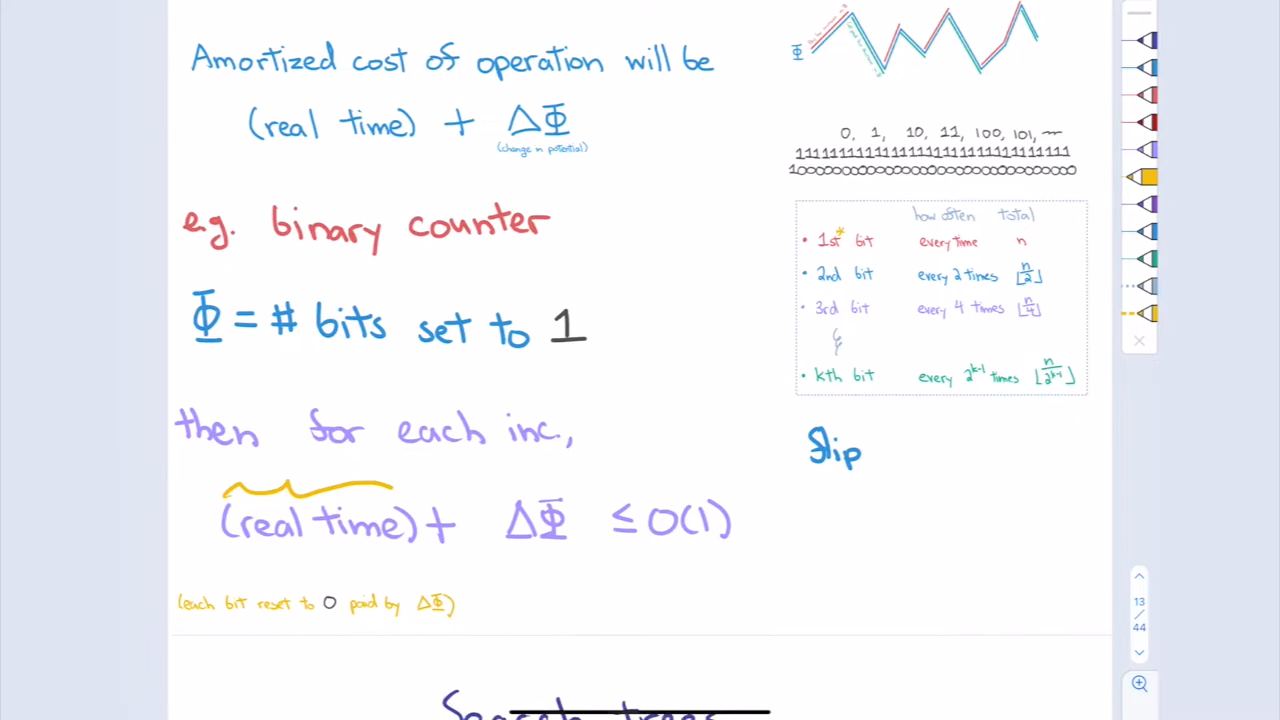 Amortized cost of operation will be
(real time) + ΔΦ
(change in potential)
e.g. binary counter
Φ = # bits set to 1
then for each inc.,
(real time) + ΔΦ ≤ O(1)
(each bit reset to 0 paid by ΔΦ)
Search trees
Φ
0, 1, 10, 11, 100, 101, ...
how often total
• 1st* bit every time n
• 2nd bit every 2 times ⌊n/2⌋
• 3rd bit every 4 times ⌊n/4⌋
• kth bit every 2^{k-1} times ⌊n/2^{k-1}⌋
flip
13
/
44